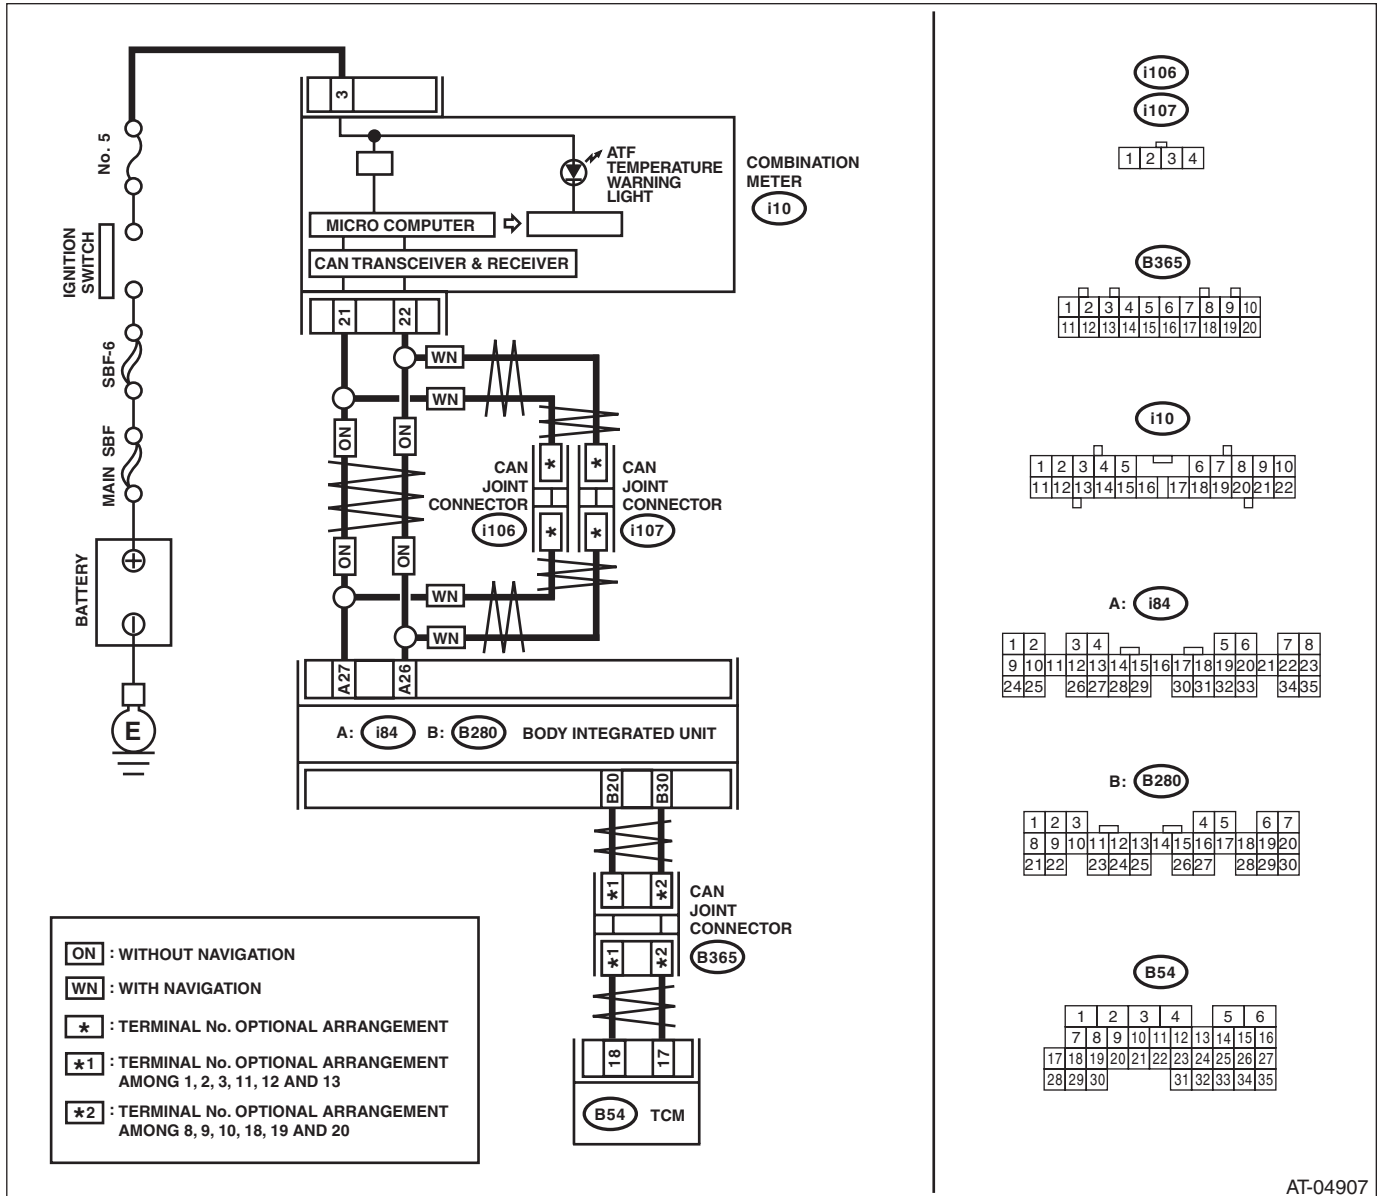 No. 5
IGNITION
SWITCH
SBF-6
MAIN SBF
BATTERY
E
3
ATF
TEMPERATURE
WARNING
LIGHT
MICRO COMPUTER
CAN TRANSCEIVER & RECEIVER
COMBINATION
METER
i10
21 22
WN
WN
ON ON
CAN
JOINT
CONNECTOR
i106
* *
* *
CAN
JOINT
CONNECTOR
i107
ON ON
WN
WN
A27 A26
A: i84 B: B280 BODY INTEGRATED UNIT
B20 B30
*1 *2
*1 *2
CAN
JOINT
CONNECTOR
B365
18 17
B54 TCM
ON : WITHOUT NAVIGATION
WN : WITH NAVIGATION
* : TERMINAL No. OPTIONAL ARRANGEMENT
*1 : TERMINAL No. OPTIONAL ARRANGEMENT
AMONG 1, 2, 3, 11, 12 AND 13
*2 : TERMINAL No. OPTIONAL ARRANGEMENT
AMONG 8, 9, 10, 18, 19 AND 20
i106
i107
1 2 3 4
B365
1 2 3 4 5 6 7 8 9 10
11 12 13 14 15 16 17 18 19 20
i10
1 2 3 4 5 6 7 8 9 10
11 12 13 14 15 16 17 18 19 20 21 22
A: i84
1 2 3 4 5 6 7 8
9 10 11 12 13 14 15 16 17 18 19 20 21 22 23
24 25 26 27 28 29 30 31 32 33 34 35
B: B280
1 2 3 4 5 6 7
8 9 10 11 12 13 14 15 16 17 18 19 20
21 22 23 24 25 26 27 28 29 30
B54
1 2 3 4 5 6
7 8 9 10 11 12 13 14 15 16
17 18 19 20 21 22 23 24 25 26 27
28 29 30 31 32 33 34 35
AT-04907